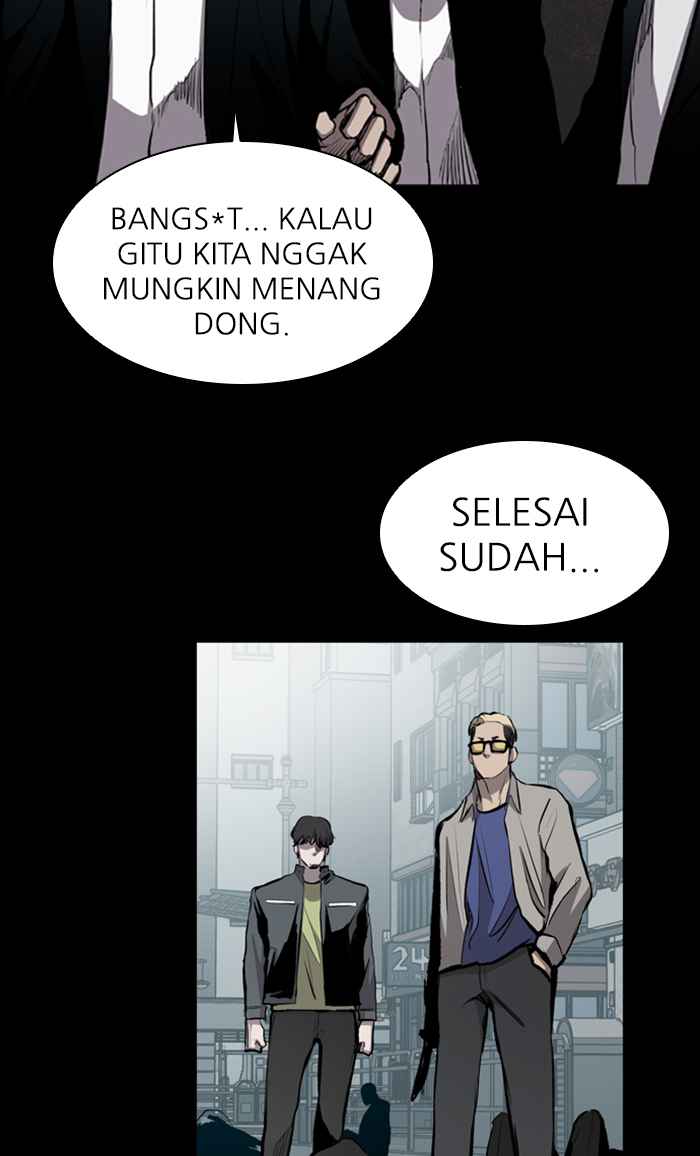 BANGS*T... KALAU
GITU KITA NGGAK
MUNGKIN MENANG
DONG.
SELESAI
SUDAH...
24